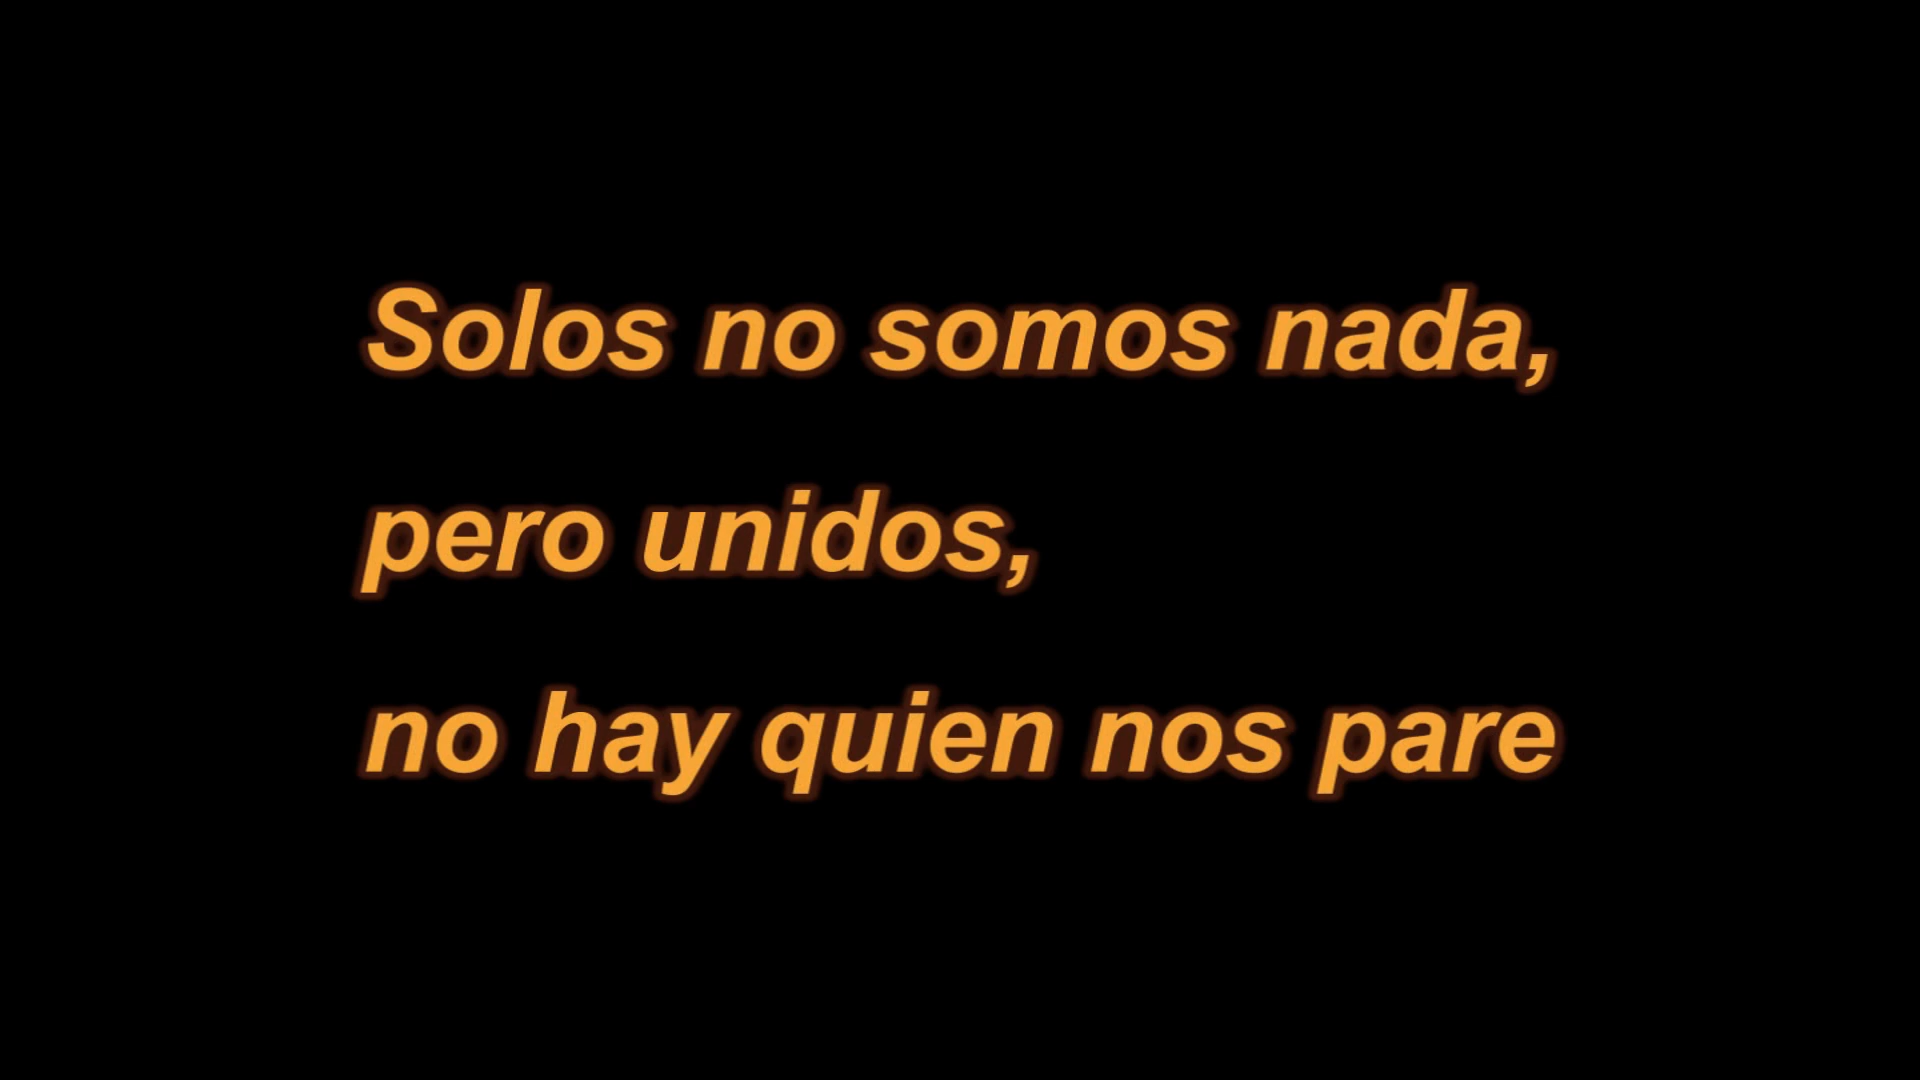 Solos no somos nada,
pero unidos,
no hay quien nos pare